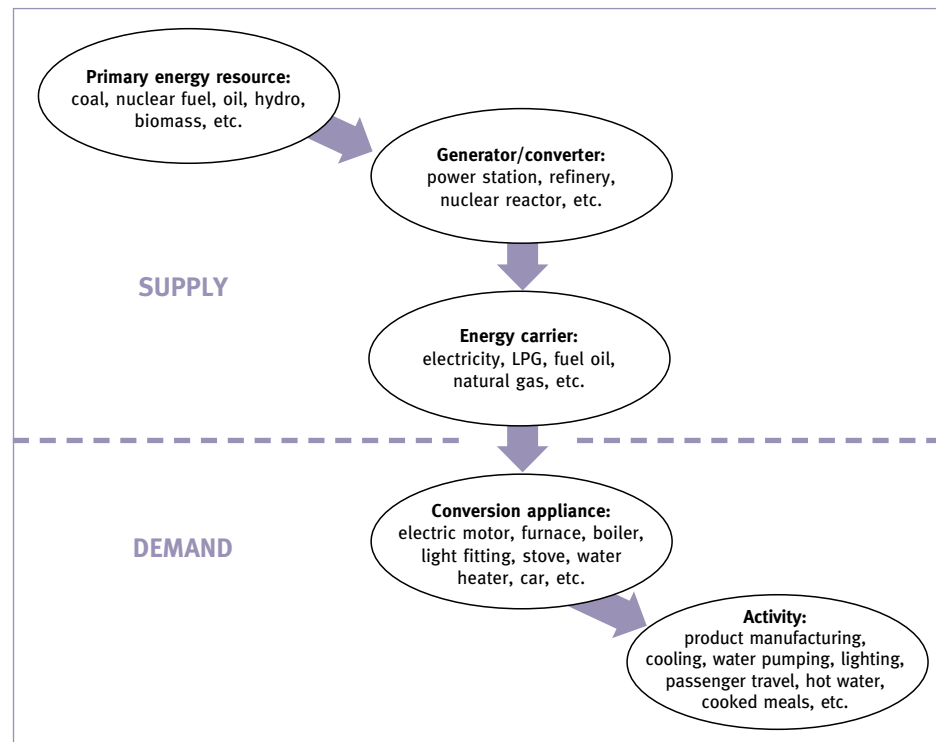 Primary energy resource:
coal, nuclear fuel, oil, hydro,
biomass, etc.
Generator/converter:
power station, refinery,
nuclear reactor, etc.
SUPPLY
Energy carrier:
electricity, LPG, fuel oil,
natural gas, etc.
Conversion appliance:
electric motor, furnace, boiler,
light fitting, stove, water
heater, car, etc.
DEMAND
Activity:
product manufacturing,
cooling, water pumping, lighting,
passenger travel, hot water,
cooked meals, etc.